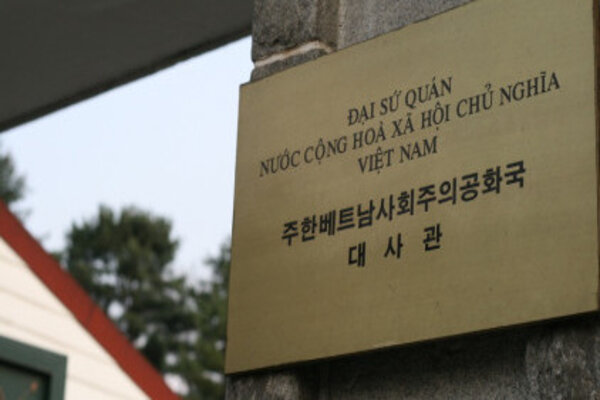 ĐẠI SỨ QUÁN
NƯỚC CỘNG HOÀ XÃ HỘI CHỦ NGHĨA
VIỆT NAM
주한베트남사회주의공화국
대 사 관